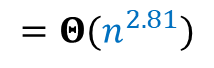 = Θ(n^2.81)